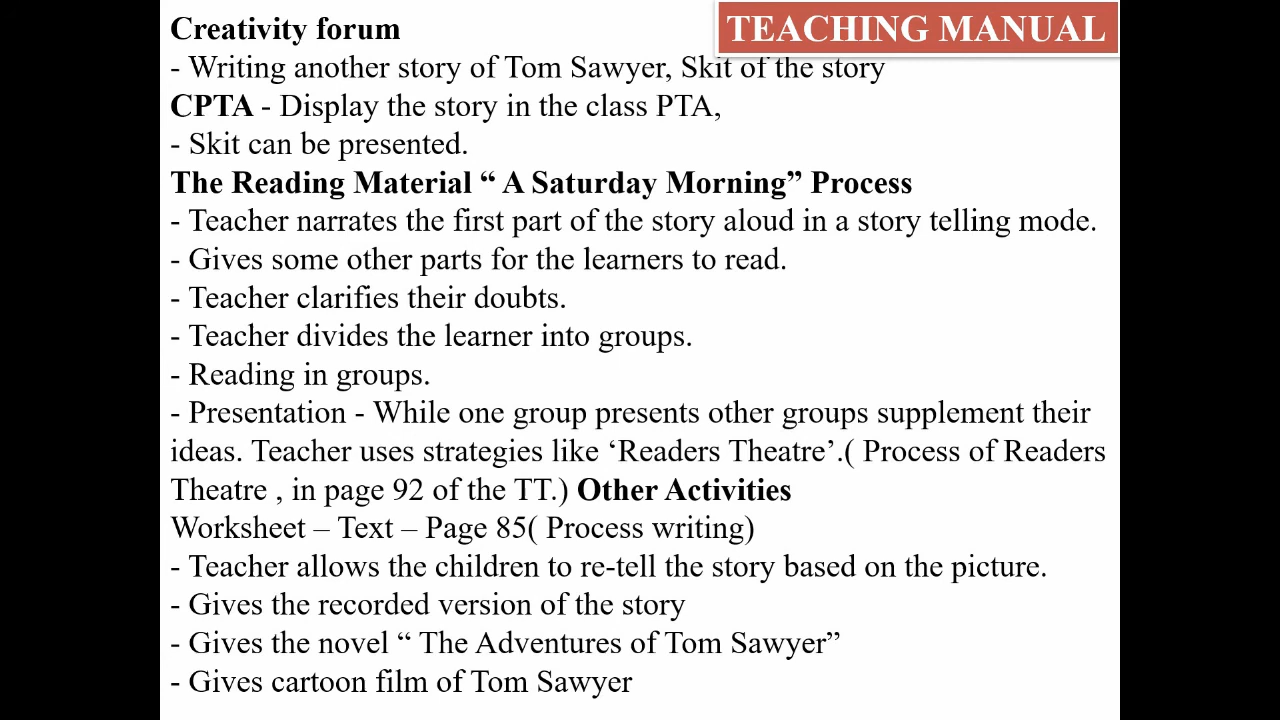 Creativity forum
TEACHING MANUAL
- Writing another story of Tom Sawyer, Skit of the story
CPTA - Display the story in the class PTA,
- Skit can be presented.
The Reading Material “ A Saturday Morning” Process
- Teacher narrates the first part of the story aloud in a story telling mode.
- Gives some other parts for the learners to read.
- Teacher clarifies their doubts.
- Teacher divides the learner into groups.
- Reading in groups.
- Presentation - While one group presents other groups supplement their
ideas. Teacher uses strategies like ‘Readers Theatre’.( Process of Readers
Theatre , in page 92 of the TT.) Other Activities
Worksheet – Text – Page 85( Process writing)
- Teacher allows the children to re-tell the story based on the picture.
- Gives the recorded version of the story
- Gives the novel “ The Adventures of Tom Sawyer”
- Gives cartoon film of Tom Sawyer